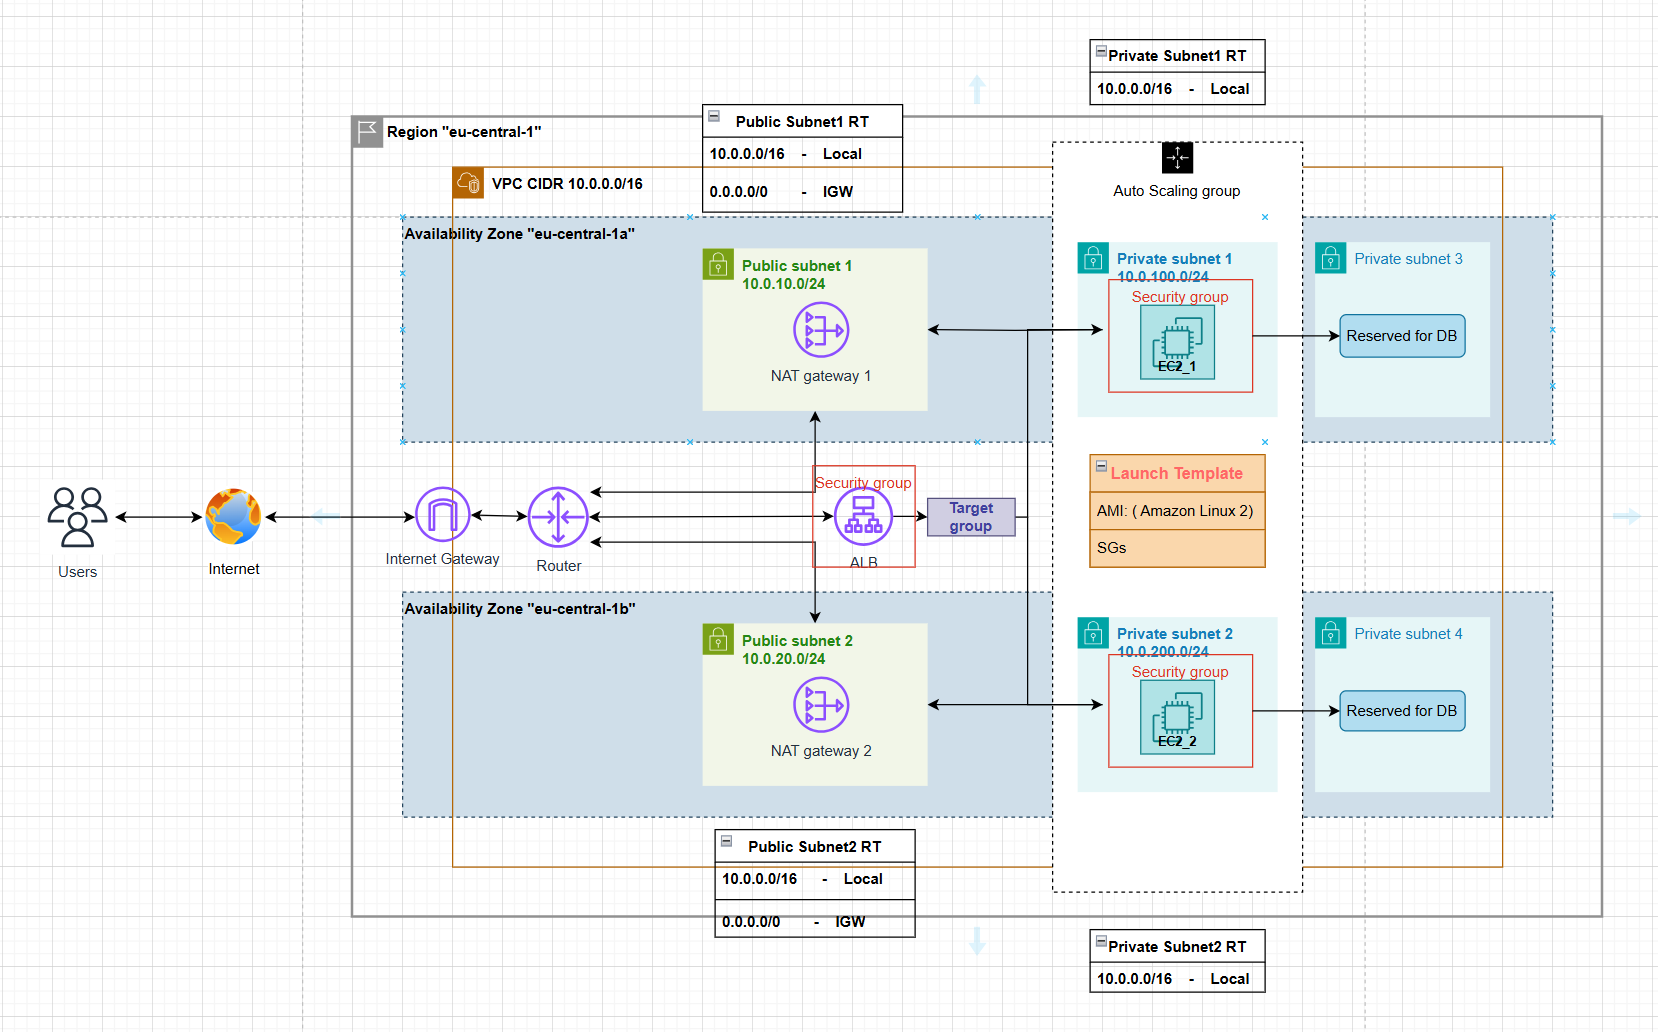 Private Subnet1 RT
10.0.0.0/16 - Local
Public Subnet1 RT
10.0.0.0/16 - Local
0.0.0.0/0 - IGW
Region "eu-central-1"
VPC CIDR 10.0.0.0/16
Auto Scaling group
Availability Zone "eu-central-1a"
Public subnet 1
10.0.10.0/24
NAT gateway 1
Private subnet 1
10.0.100.0/24
Security group
EC2_1
Private subnet 3
Reserved for DB
Users
Internet
Internet Gateway
Router
Security group
ALB
Target
group
Launch Template
AMI: ( Amazon Linux 2)
SGs
Availability Zone "eu-central-1b"
Public subnet 2
10.0.20.0/24
NAT gateway 2
Private subnet 2
10.0.200.0/24
Security group
EC2_2
Private subnet 4
Reserved for DB
Public Subnet2 RT
10.0.0.0/16 - Local
0.0.0.0/0 - IGW
Private Subnet2 RT
10.0.0.0/16 - Local